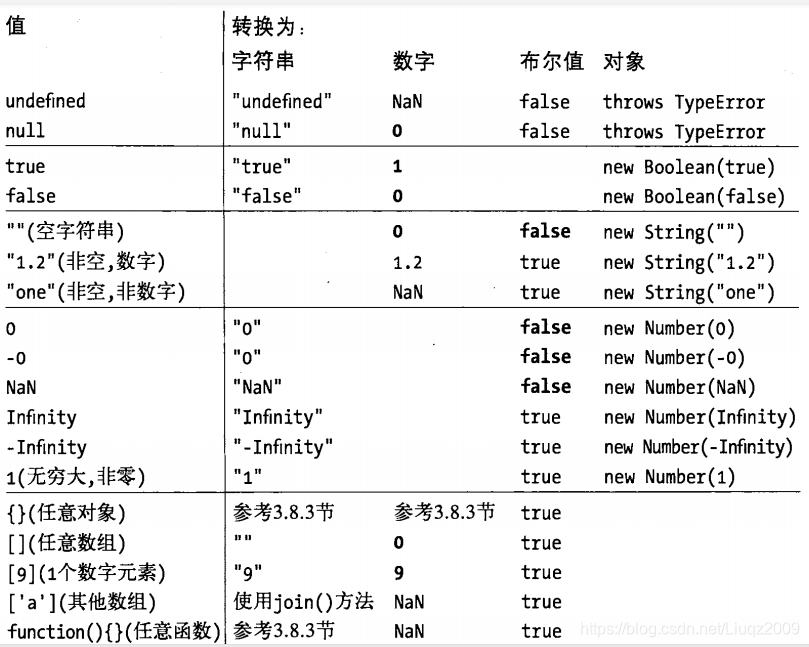 值 转换为:
字符串 数字 布尔值 对象
undefined "undefined" NaN false throws TypeError
null "null" 0 false throws TypeError
true "true" 1 new Boolean(true)
false "false" 0 new Boolean(false)
""(空字符串) 0 false new String("")
"1.2"(非空,数字) 1.2 true new String("1.2")
"one"(非空,非数字) NaN true new String("one")
0 "0" false new Number(0)
-0 "0" false new Number(-0)
NaN "NaN" false new Number(NaN)
Infinity "Infinity" true new Number(Infinity)
-Infinity "-Infinity" true new Number(-Infinity)
1(无穷大,非零) "1" true new Number(1)
{}(任意对象) 参考3.8.3节 参考3.8.3节 true
[](任意数组) "" 0 true
[9](1个数字元素) "9" 9 true
['a'](其他数组) 使用join()方法 NaN true
function(){}(任意函数) 参考3.8.3节 NaN true
https://blog.csdn.net/Liuqz2009